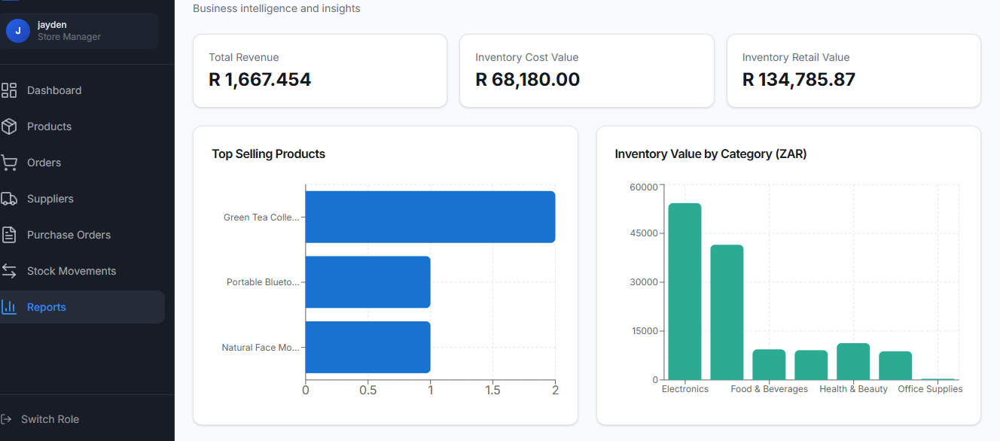 jayden
J
Store Manager
Dashboard
Products
Orders
Suppliers
Purchase Orders
Stock Movements
Reports
Switch Role
Business intelligence and insights
Total Revenue
R 1,667.454
Inventory Cost Value
R 68,180.00
Inventory Retail Value
R 134,785.87
Top Selling Products
Green Tea Colle...
Portable Blueto...
Natural Face Mo...
0 0.5 1 1.5 2
Inventory Value by Category (ZAR)
60000
45000
30000
15000
0
Electronics Food & Beverages Health & Beauty Office Supplies